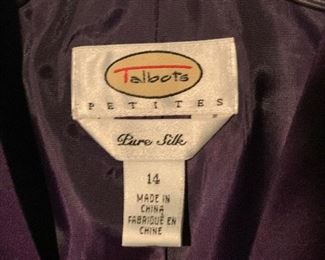 Talbots
PETITES
Pure Silk
14
MADE IN
CHINA
FABRIQUÉ EN
CHINE